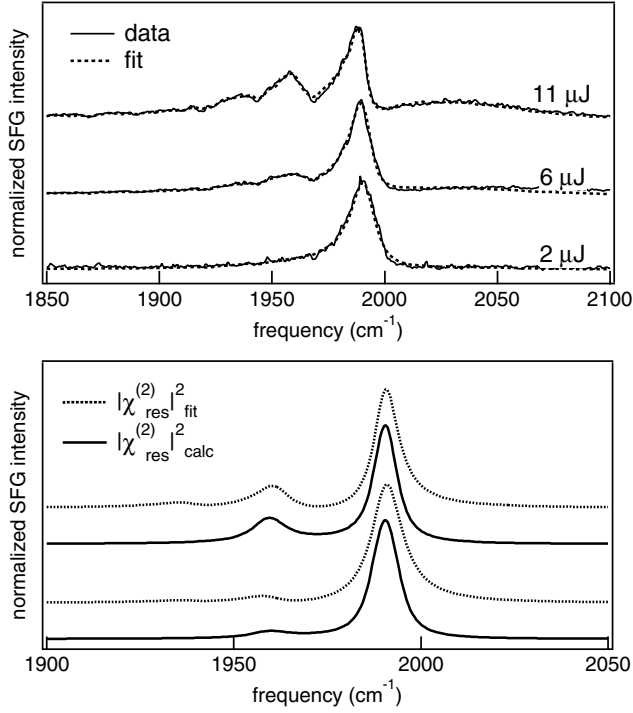 data
fit
11 μJ
6 μJ
2 μJ
normalized SFG intensity
1850 1900 1950 2000 2050 2100
frequency (cm⁻¹)
|χ⁽²⁾res|²fit
|χ⁽²⁾res|²calc
normalized SFG intensity
1900 1950 2000 2050
frequency (cm⁻¹)